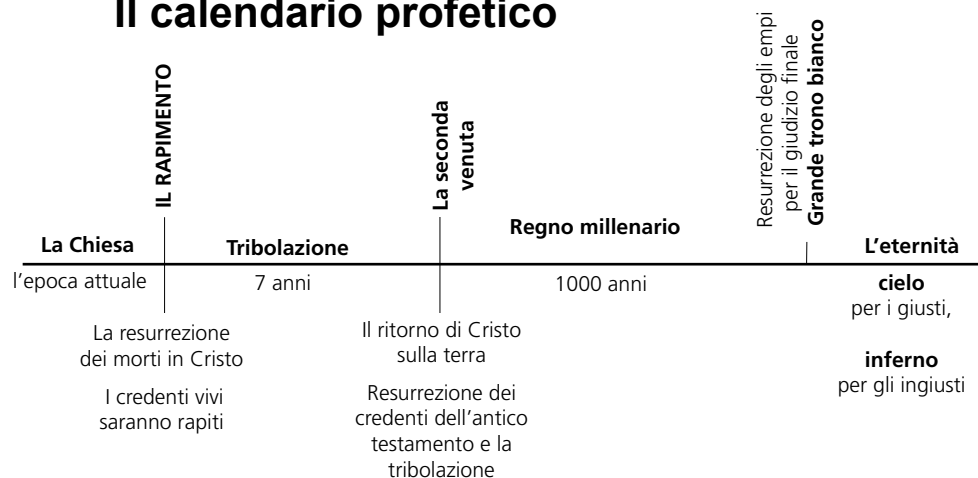 Il calendario profetico
IL RAPIMENTO
La seconda
venuta
Resurrezione degli empi
per il giudizio finale
Grande trono bianco
La Chiesa
Tribolazione
Regno millenario
L'eternità
l'epoca attuale
7 anni
1000 anni
cielo
per i giusti,
inferno
per gli ingiusti
La resurrezione
dei morti in Cristo
I credenti vivi
saranno rapiti
Il ritorno di Cristo
sulla terra
Resurrezione dei
credenti dell'antico
testamento e la
tribolazione